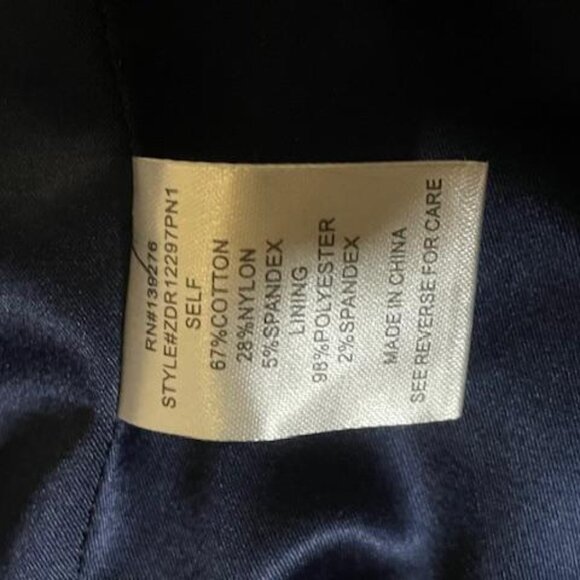 RN#139276
STYLE#ZDR12297PN1
SELF
67%COTTON
28%NYLON
5%SPANDEX
LINING
98%POLYESTER
2%SPANDEX
MADE IN CHINA
SEE REVERSE FOR CARE